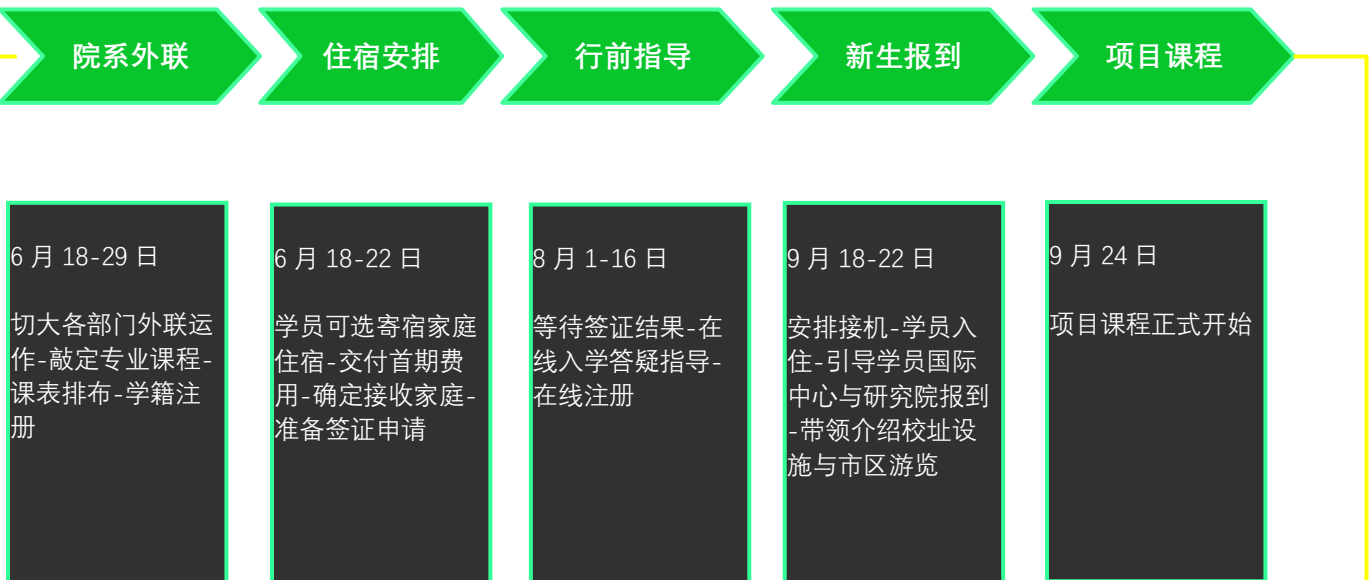 院系外联
住宿安排
行前指导
新生报到
项目课程
6 月 18-29 日
切大各部门外联运
作-敲定专业课程-
课表排布-学籍注
册
6 月 18-22 日
学员可选寄宿家庭
住宿-交付首期费
用-确定接收家庭-
准备签证申请
8 月 1-16 日
等待签证结果-在
线入学答疑指导-
在线注册
9 月 18-22 日
安排接机-学员入
住-引导学员国际
中心与研究院报到
-带领介绍校址设
施与市区游览
9 月 24 日
项目课程正式开始